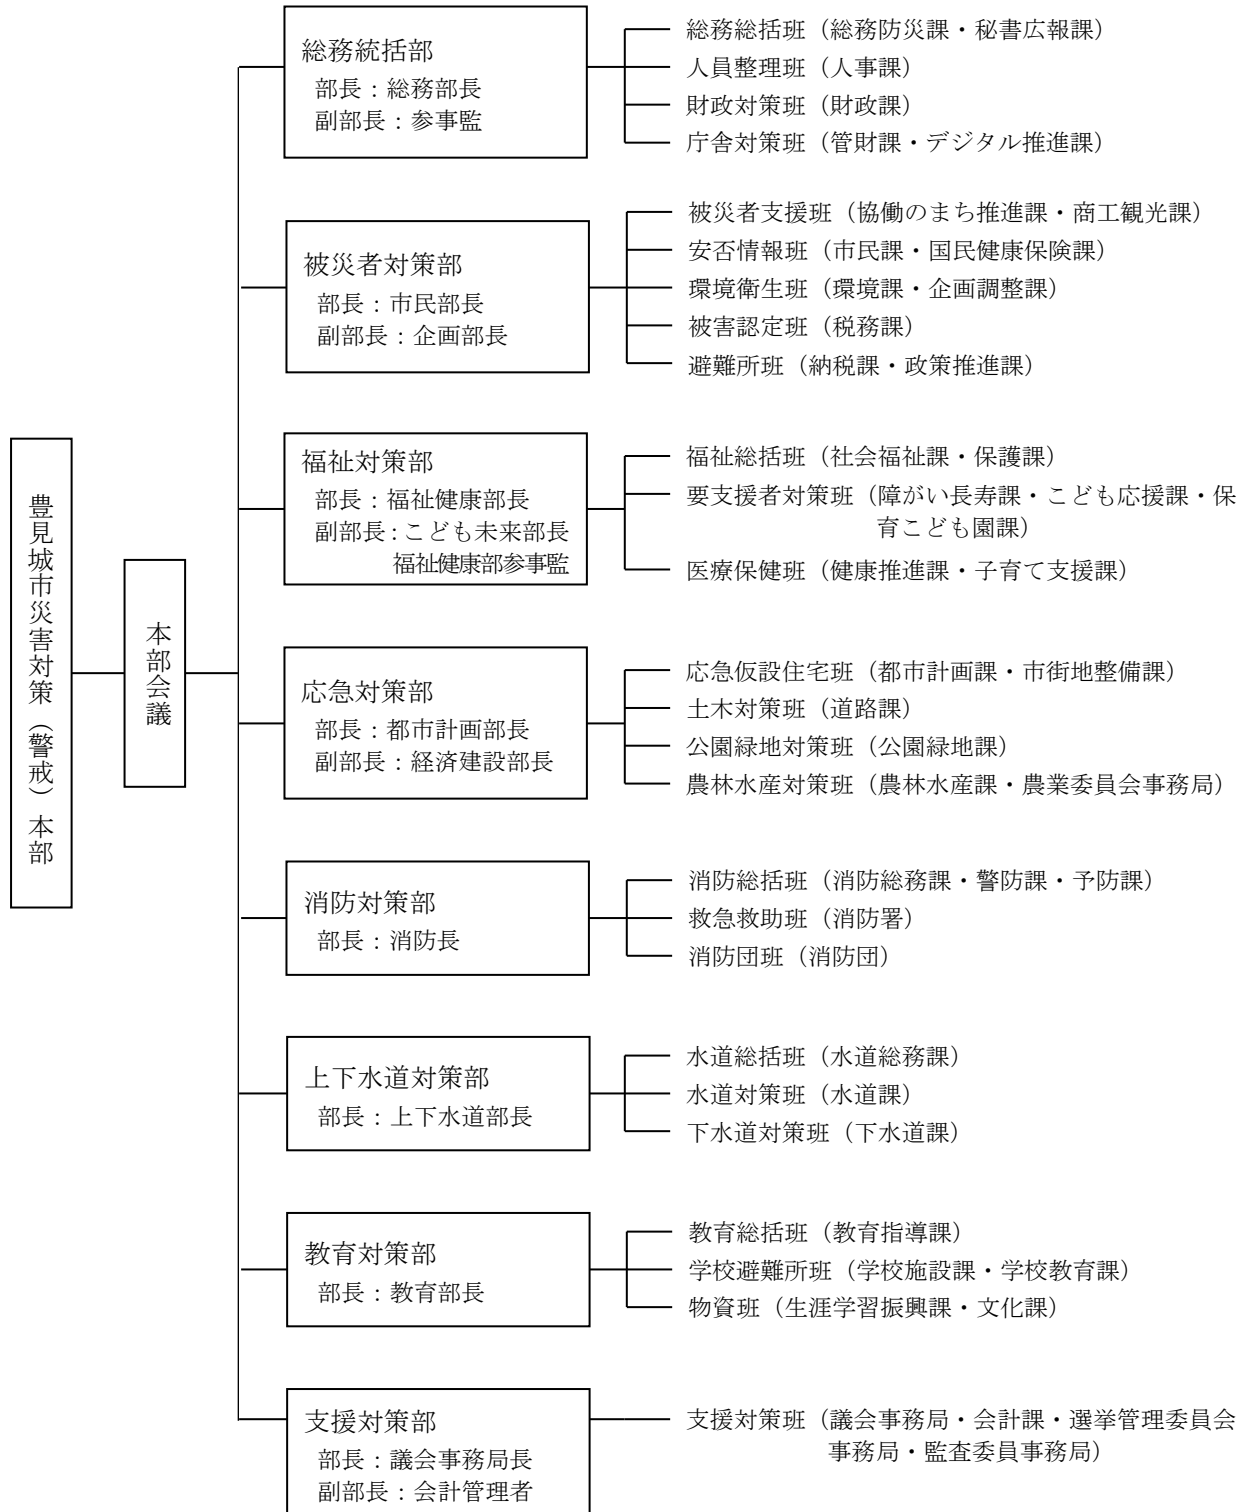 豊見城市災害対策（警戒）本部
本部会議
総務統括部
部長：総務部長
副部長：参事監
総務総括班（総務防災課・秘書広報課）
人員整理班（人事課）
財政対策班（財政課）
庁舎対策班（管財課・デジタル推進課）
被災者対策部
部長：市民部長
副部長：企画部長
被災者支援班（協働のまち推進課・商工観光課）
安否情報班（市民課・国民健康保険課）
環境衛生班（環境課・企画調整課）
被害認定班（税務課）
避難所班（納税課・政策推進課）
福祉対策部
部長：福祉健康部長
副部長：こども未来部長
福祉健康部参事監
福祉総括班（社会福祉課・保護課）
要支援者対策班（障がい長寿課・こども応援課・保
育こども園課）
医療保健班（健康推進課・子育て支援課）
応急対策部
部長：都市計画部長
副部長：経済建設部長
応急仮設住宅班（都市計画課・市街地整備課）
土木対策班（道路課）
公園緑地対策班（公園緑地課）
農林水産対策班（農林水産課・農業委員会事務局）
消防対策部
部長：消防長
消防総括班（消防総務課・警防課・予防課）
救急救助班（消防署）
消防団班（消防団）
上下水道対策部
部長：上下水道部長
水道総括班（水道総務課）
水道対策班（水道課）
下水道対策班（下水道課）
教育対策部
部長：教育部長
教育総括班（教育指導課）
学校避難所班（学校施設課・学校教育課）
物資班（生涯学習振興課・文化課）
支援対策部
部長：議会事務局長
副部長：会計管理者
支援対策班（議会事務局・会計課・選挙管理委員会
事務局・監査委員事務局）